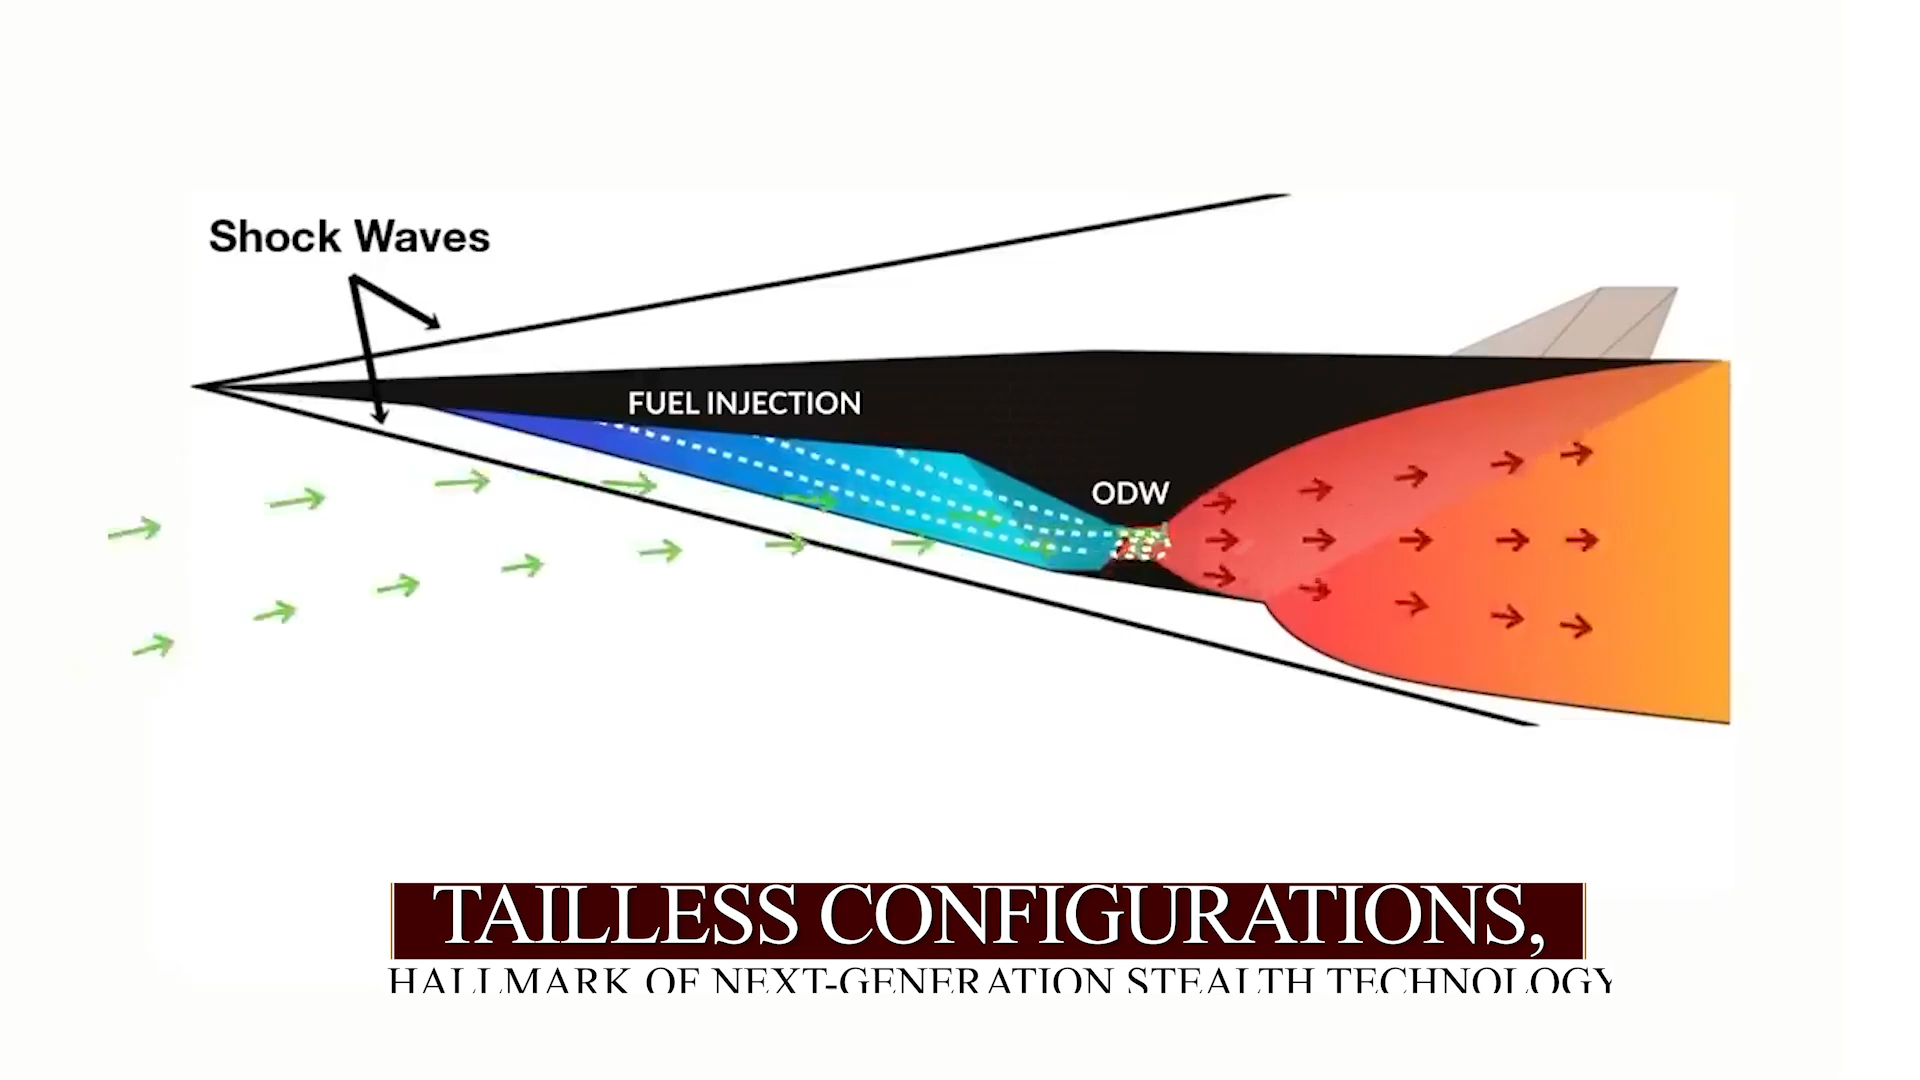 Shock Waves
FUEL INJECTION
ODW
TAILLESS CONFIGURATIONS,
HALLMARK OF NEXT-GENERATION STEALTH TECHNOLOGY